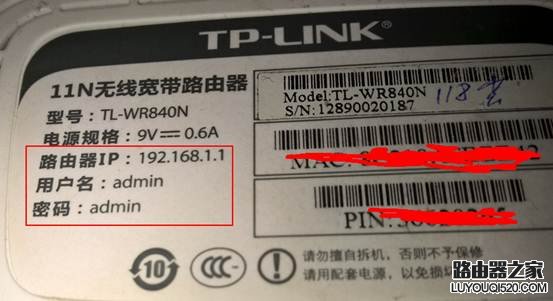 TP-LINK
11N无线宽带路由器
型号：TL-WR840N
电源规格：9V⎓0.6A
路由器IP：192.168.1.1
用户名：admin
密码：admin
Model:TL-WR840N
118
S/N: 12890020187
MAC:
PIN:
10
CCC
请勿擅自拆机，否则不予保
请用配套电源，以免损坏
路由器之家
LUYOUQI520.COM